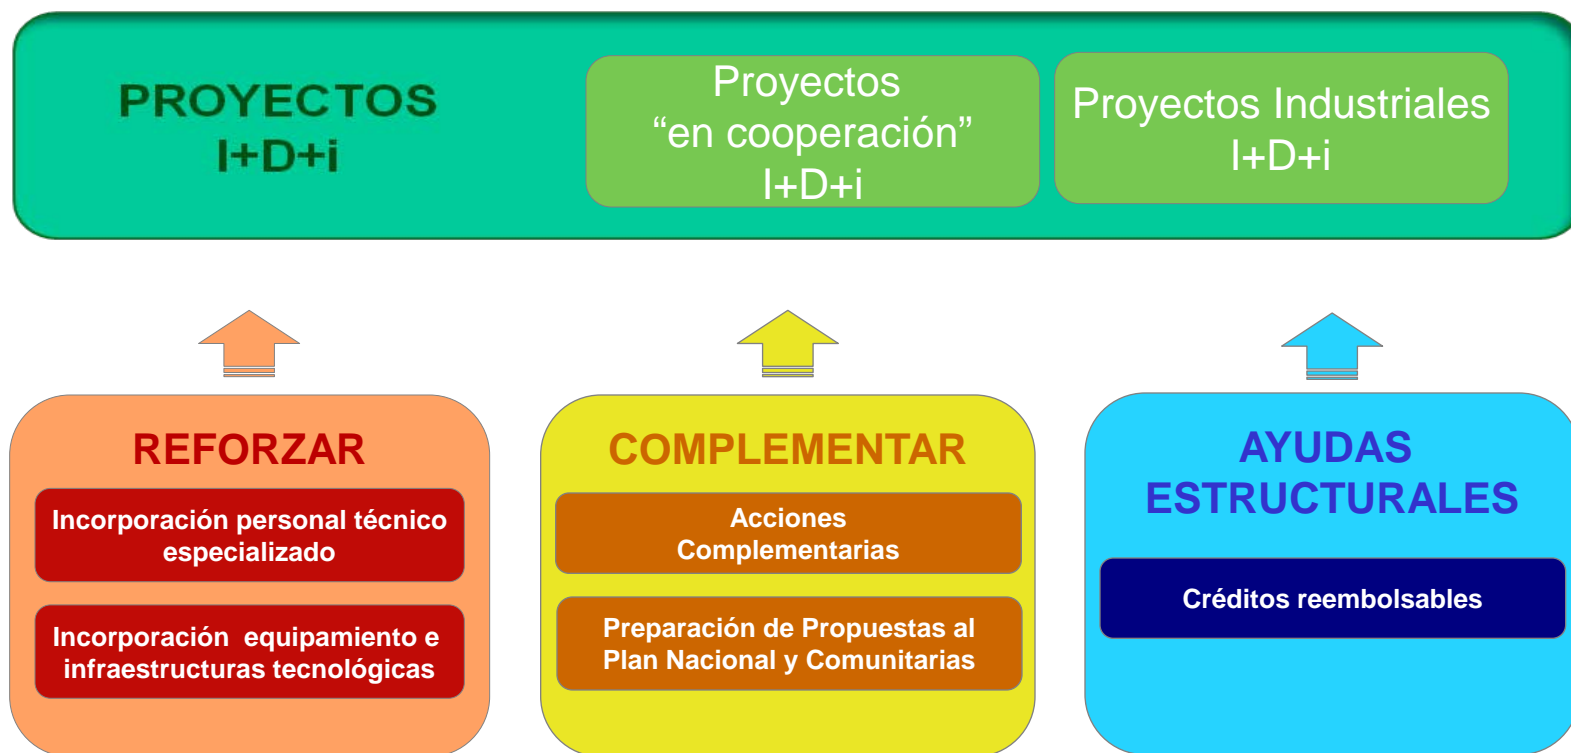 PROYECTOS
I+D+i
Proyectos
“en cooperación”
I+D+i
Proyectos Industriales
I+D+i
REFORZAR
Incorporación personal técnico
especializado
Incorporación equipamiento e
infraestructuras tecnológicas
COMPLEMENTAR
Acciones
Complementarias
Preparación de Propuestas al
Plan Nacional y Comunitarias
AYUDAS
ESTRUCTURALES
Créditos reembolsables